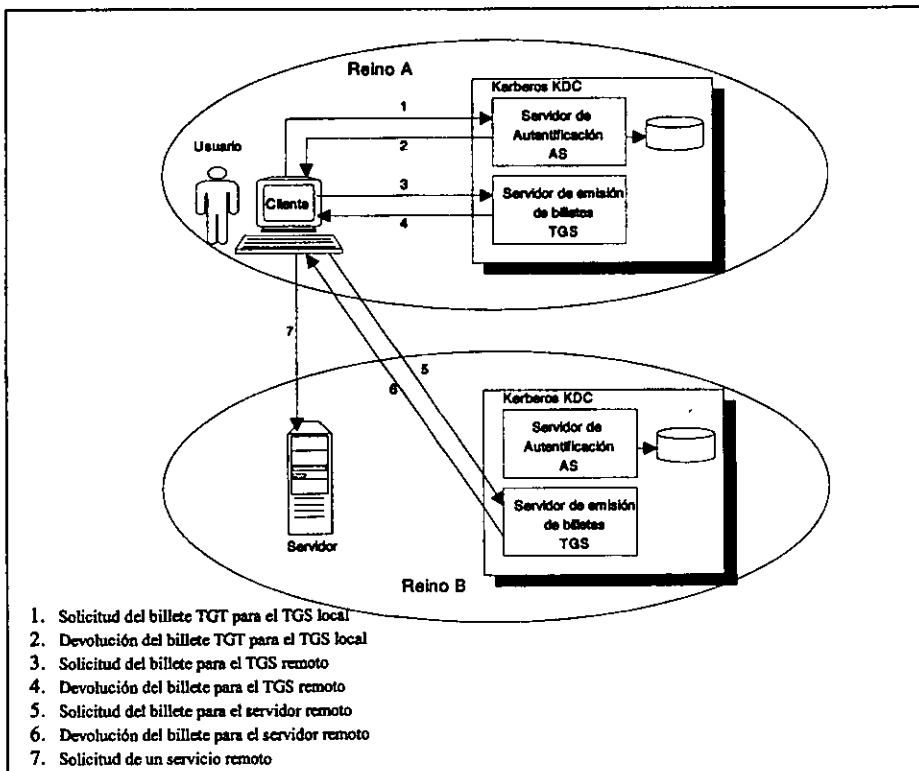 Reino A
Kerberos KDC
Servidor de
Autentificación
AS
Usuario
Cliente
1
2
3
4
Servidor de emisión
de billetes
TGS
7
5
6
Kerberos KDC
Servidor de
Autentificación
AS
Servidor de emisión
de billetes
TGS
Servidor
Reino B
1. Solicitud del billete TGT para el TGS local
2. Devolución del billete TGT para el TGS local
3. Solicitud del billete para el TGS remoto
4. Devolución del billete para el TGS remoto
5. Solicitud del billete para el servidor remoto
6. Devolución del billete para el servidor remoto
7. Solicitud de un servicio remoto